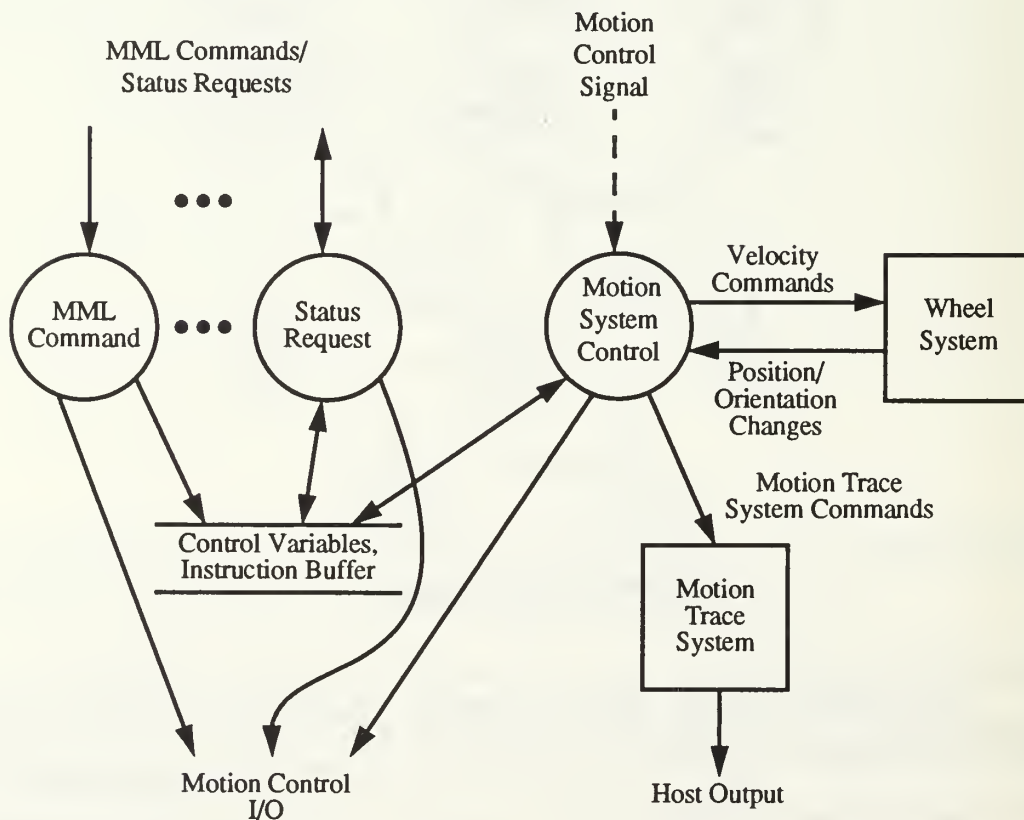 MML Commands/
Status Requests
Motion
Control
Signal
MML
Command
Status
Request
Motion
System
Control
Velocity
Commands
Wheel
System
Position/
Orientation
Changes
Control Variables,
Instruction Buffer
Motion Trace
System Commands
Motion
Trace
System
Motion Control
I/O
Host Output